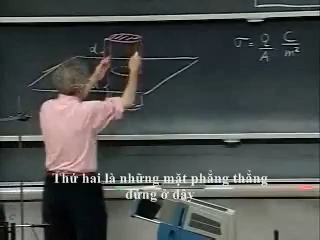 d
σ = Q/A C/m²
Thứ hai là những mặt phẳng thẳng
đứng ở đây